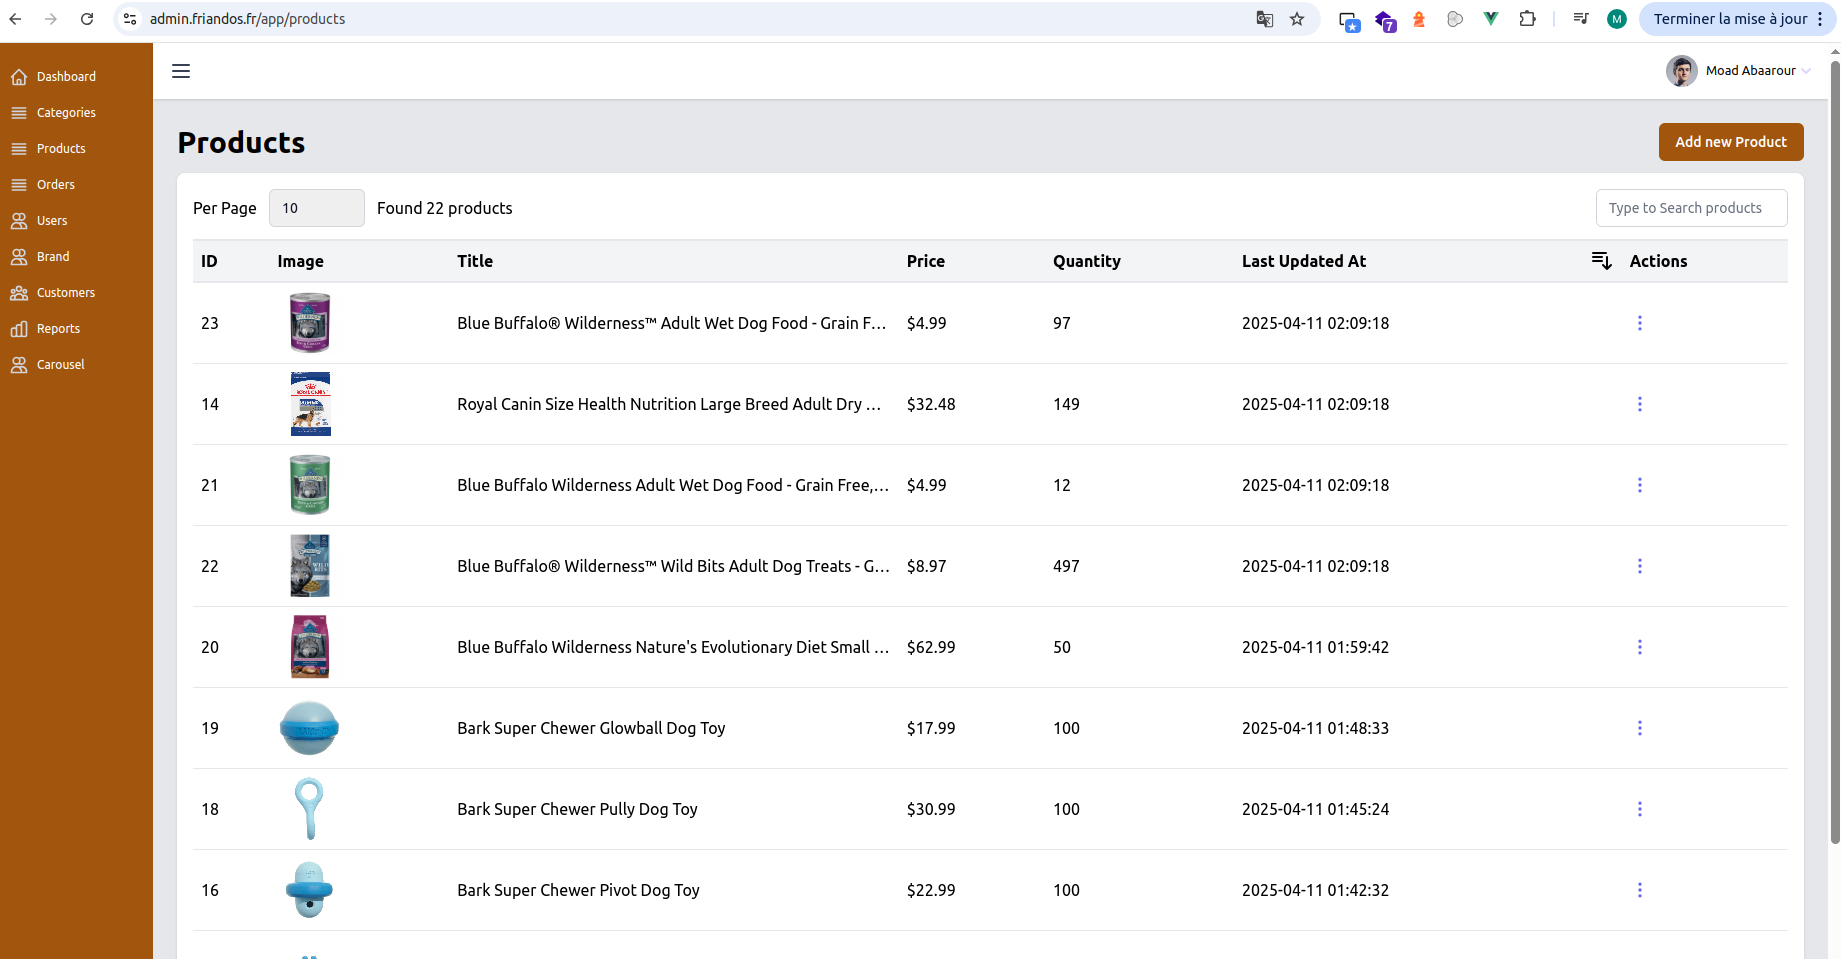 admin.friandos.fr/app/products
7
M
Terminer la mise à jour
Dashboard
Categories
Products
Orders
Users
Brand
Customers
Reports
Carousel
Moad Abaarour
Products
Add new Product
Per Page 10 Found 22 products
Type to Search products
ID Image Title Price Quantity Last Updated At Actions
23 Blue Buffalo® Wilderness™ Adult Wet Dog Food - Grain F... $4.99 97 2025-04-11 02:09:18
ROYAL CANIN
14 Royal Canin Size Health Nutrition Large Breed Adult Dry ... $32.48 149 2025-04-11 02:09:18
21 Blue Buffalo Wilderness Adult Wet Dog Food - Grain Free,... $4.99 12 2025-04-11 02:09:18
22 Blue Buffalo® Wilderness™ Wild Bits Adult Dog Treats - G... $8.97 497 2025-04-11 02:09:18
20 Blue Buffalo Wilderness Nature's Evolutionary Diet Small ... $62.99 50 2025-04-11 01:59:42
19 Bark Super Chewer Glowball Dog Toy $17.99 100 2025-04-11 01:48:33
18 Bark Super Chewer Pully Dog Toy $30.99 100 2025-04-11 01:45:24
16 Bark Super Chewer Pivot Dog Toy $22.99 100 2025-04-11 01:42:32